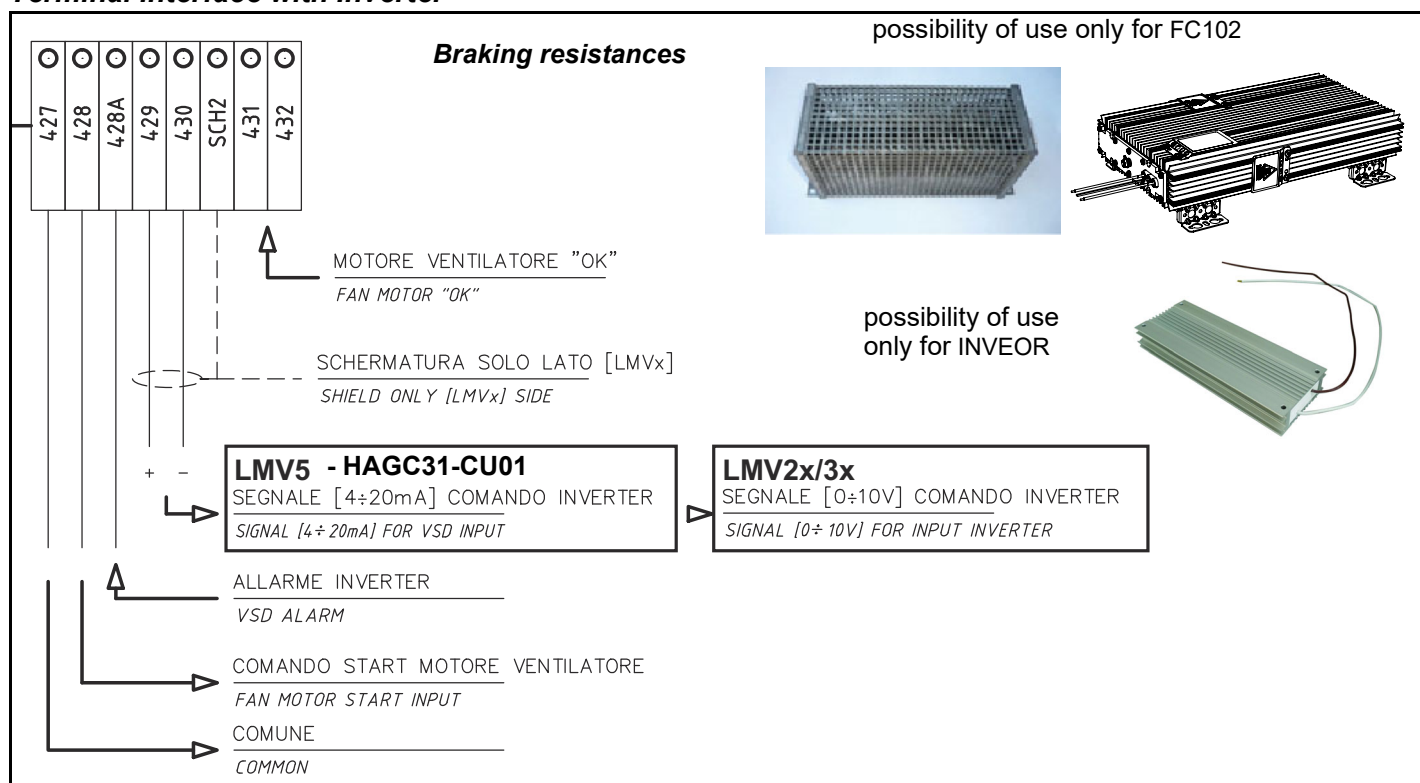 Terminal interface with inverter
possibility of use only for FC102
Braking resistances
427
428
428A
429
430
SCH2
431
432
MOTORE VENTILATORE "OK"
FAN MOTOR "OK"
possibility of use
only for INVEOR
SCHERMATURA SOLO LATO [LMVx]
SHIELD ONLY [LMVx] SIDE
+ -
LMV5 - HAGC31-CU01
SEGNALE [4÷20mA] COMANDO INVERTER
SIGNAL [4÷20mA] FOR VSD INPUT
LMV2x/3x
SEGNALE [0÷10V] COMANDO INVERTER
SIGNAL [0÷ 10V] FOR INPUT INVERTER
ALLARME INVERTER
VSD ALARM
COMANDO START MOTORE VENTILATORE
FAN MOTOR START INPUT
COMUNE
COMMON